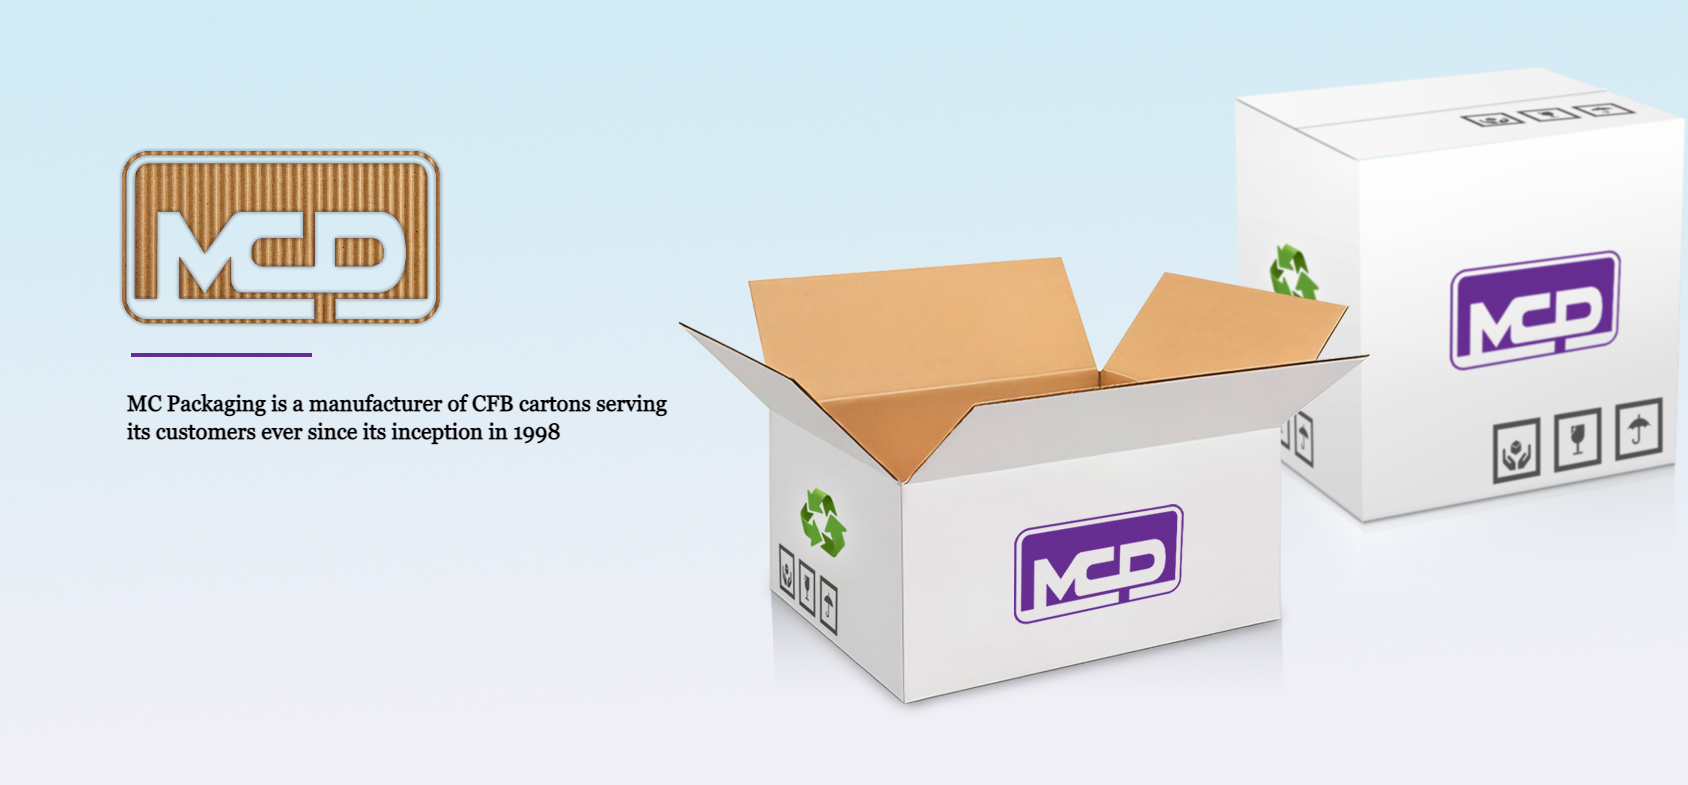 MCP
MC Packaging is a manufacturer of CFB cartons serving
its customers ever since its inception in 1998
MCP
MCP